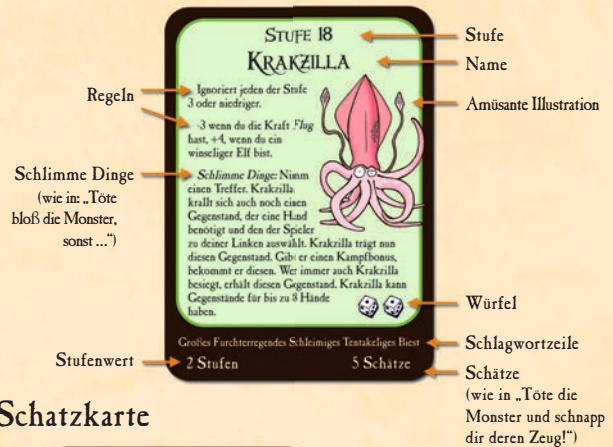 STUFE 18
KRAKZILLA
Ignoriert jeden der Stufe
3 oder niedriger.
-3 wenn du die Kraft Flug
hast, +4, wenn du ein
winseliger Elf bist.
Schlimme Dinge: Nimm
einen Treffer. Krakzilla
krallt sich auch noch einen
Gegenstand, der eine Hand
benötigt und den der Spieler
zu deiner Linken auswählt. Krakzilla trägt nun
diesen Gegenstand. Gibt er einen Kampfbonus,
bekommt er diesen. Wer immer auch Krakzilla
besiegt, erhält diesen Gegenstand. Krakzilla kann
Gegenstände für bis zu 8 Hände
haben.
Großes Furchterregendes Schleimiges Tentakeliges Biest
2 Stufen
5 Schätze
Regeln
Schlimme Dinge
(wie in: „Töte
bloß die Monster,
sonst ...“)
Stufenwert
Stufe
Name
Amüsante Illustration
Würfel
Schlagwortzeile
Schätze
(wie in „Töte die
Monster und schnapp
dir deren Zeug!“)
Schatzkarte